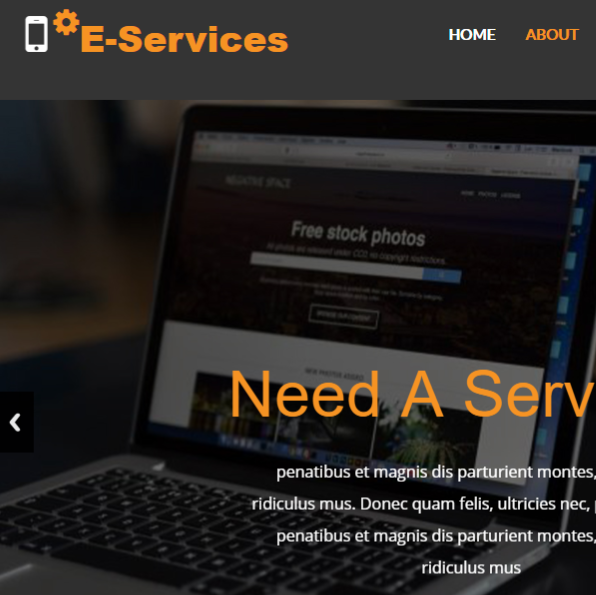 E-Services
HOME ABOUT
NEGATIVE SPACE
Free stock photos
Need A Serv
penatibus et magnis dis parturient montes,
ridiculus mus. Donec quam felis, ultricies nec,
penatibus et magnis dis parturient montes,
ridiculus mus